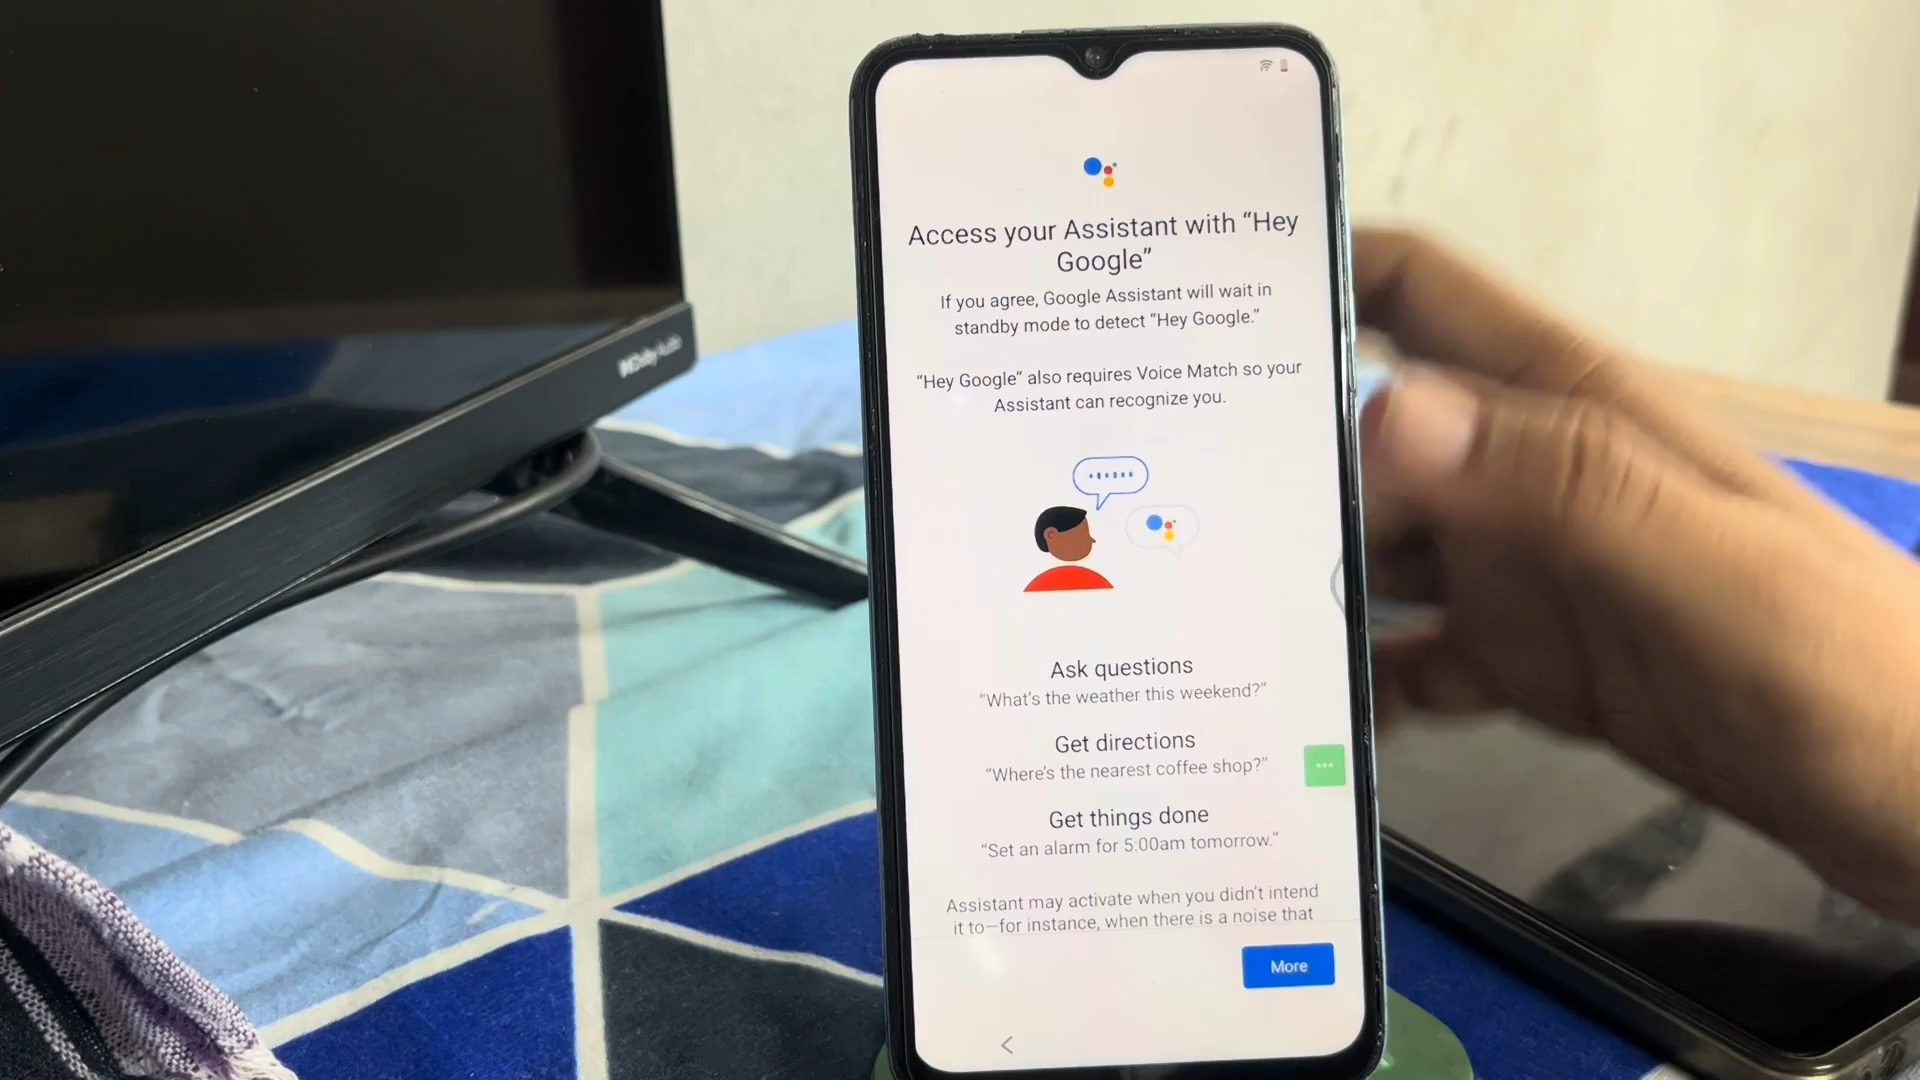 Access your Assistant with “Hey
Google”
If you agree, Google Assistant will wait in
standby mode to detect “Hey Google.”
“Hey Google” also requires Voice Match so your
Assistant can recognize you.
Ask questions
“What's the weather this weekend?”
Get directions
“Where's the nearest coffee shop?”
Get things done
“Set an alarm for 5:00am tomorrow.”
Assistant may activate when you didn't intend
it to—for instance, when there is a noise that
More
Dolby Audio